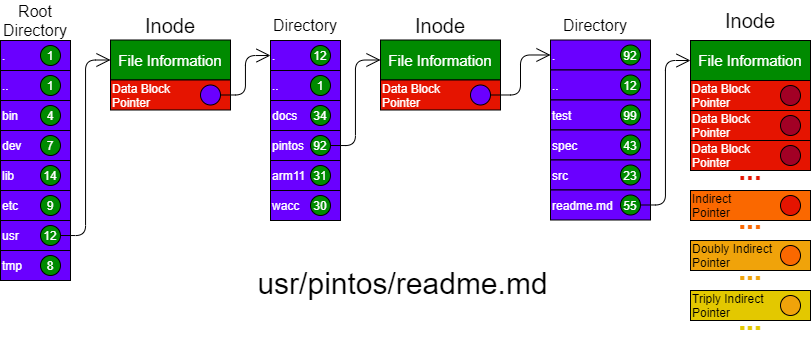 Root
Directory
. 1
.. 1
bin 4
dev 7
lib 14
etc 9
usr 12
tmp 8
Inode
File Information
Data Block
Pointer
Directory
. 12
.. 1
docs 34
pintos 92
arm11 31
wacc 30
Inode
File Information
Data Block
Pointer
Directory
. 92
.. 12
test 99
spec 43
src 23
readme.md 55
Inode
File Information
Data Block
Pointer
Data Block
Pointer
Data Block
Pointer
...
Indirect
Pointer
...
Doubly Indirect
Pointer
...
Triply Indirect
Pointer
...
usr/pintos/readme.md